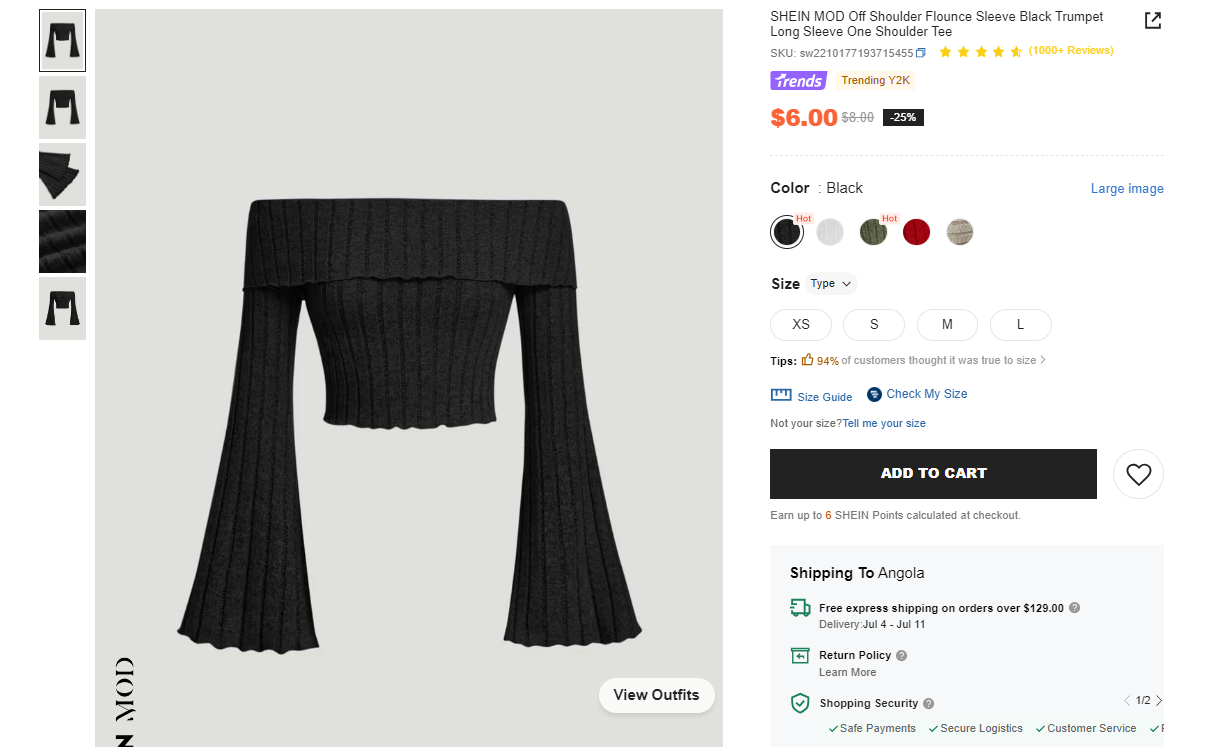 SHEIN MOD Off Shoulder Flounce Sleeve Black Trumpet
Long Sleeve One Shoulder Tee
SKU: sw2210177193715455
(1000+ Reviews)
Trends
Trending Y2K
$6.00 $8.00 -25%
Color : Black
Large image
Hot
Hot
Size Type
XS S M L
Tips: 94% of customers thought it was true to size >
Size Guide
Check My Size
Not your size? Tell me your size
ADD TO CART
Earn up to 6 SHEIN Points calculated at checkout.
Shipping To Angola
Free express shipping on orders over $129.00 ?
Delivery:Jul 4 - Jul 11
Return Policy ?
Learn More
Shopping Security ?
< 1/2 >
Safe Payments Secure Logistics Customer Service
View Outfits
N MOD